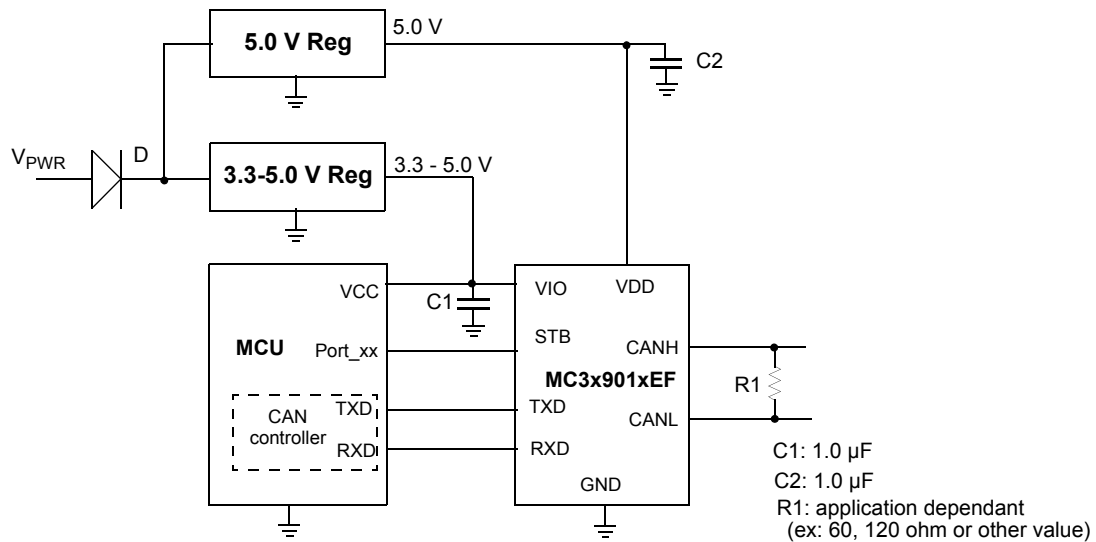 5.0 V Reg
5.0 V
C2
VPWR
D
3.3-5.0 V Reg
3.3 - 5.0 V
VCC
C1
VIO
VDD
MCU
Port_xx
STB
CANH
MC3x901xEF
R1
CAN
controller
TXD
TXD
CANL
RXD
RXD
GND
C1: 1.0 µF
C2: 1.0 µF
R1: application dependant
(ex: 60, 120 ohm or other value)